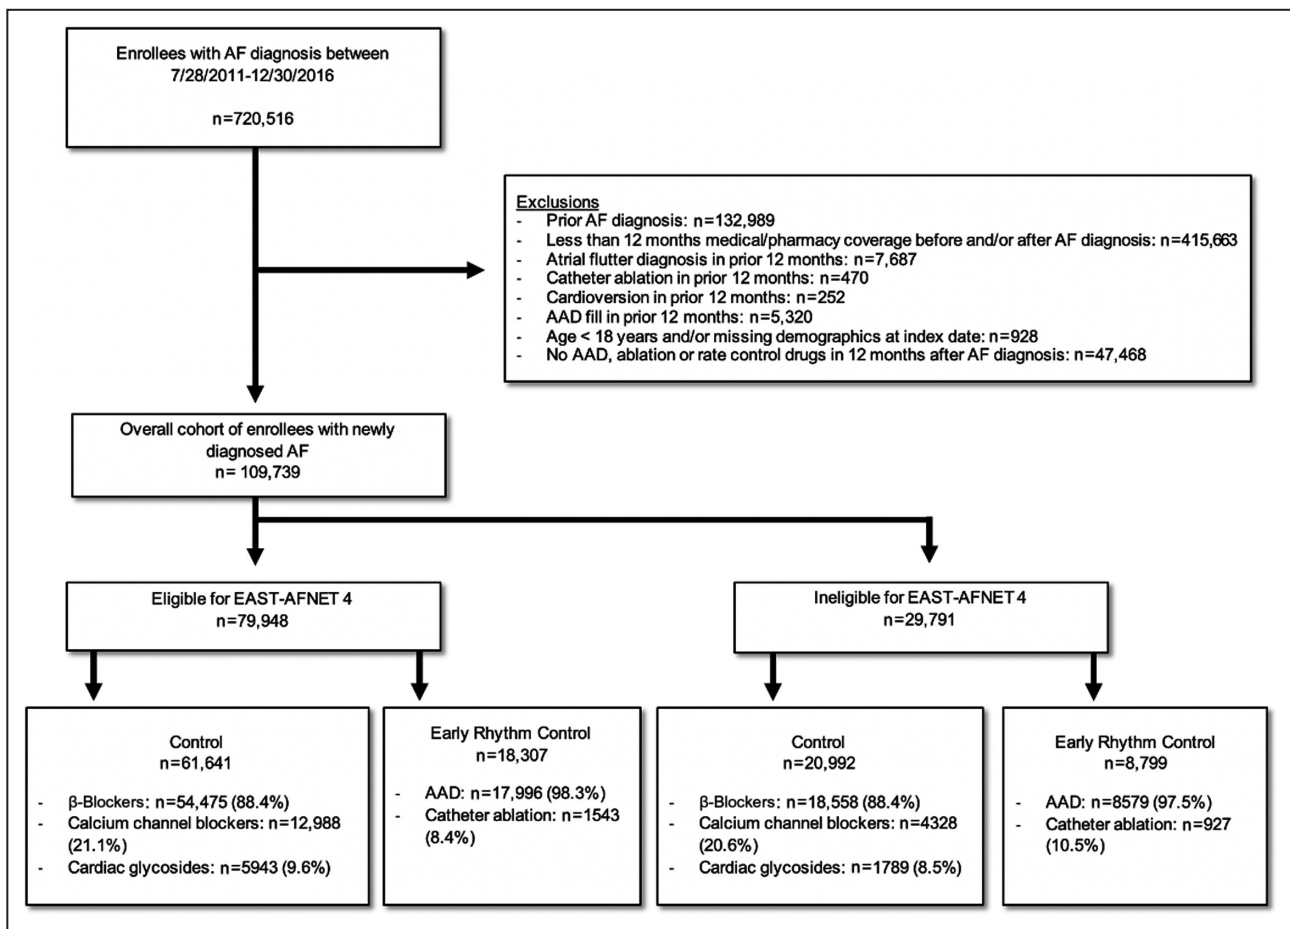 Enrollees with AF diagnosis between
7/28/2011-12/30/2016
n=720,516
Exclusions
- Prior AF diagnosis: n=132,989
- Less than 12 months medical/pharmacy coverage before and/or after AF diagnosis: n=415,663
- Atrial flutter diagnosis in prior 12 months: n=7,687
- Catheter ablation in prior 12 months: n=470
- Cardioversion in prior 12 months: n=252
- AAD fill in prior 12 months: n=5,320
- Age < 18 years and/or missing demographics at index date: n=928
- No AAD, ablation or rate control drugs in 12 months after AF diagnosis: n=47,468
Overall cohort of enrollees with newly
diagnosed AF
n= 109,739
Eligible for EAST-AFNET 4
n=79,948
Ineligible for EAST-AFNET 4
n=29,791
Control
n=61,641
- β-Blockers: n=54,475 (88.4%)
- Calcium channel blockers: n=12,988
(21.1%)
- Cardiac glycosides: n=5943 (9.6%)
Early Rhythm Control
n=18,307
- AAD: n=17,996 (98.3%)
- Catheter ablation: n=1543
(8.4%)
Control
n=20,992
- β-Blockers: n=18,558 (88.4%)
- Calcium channel blockers: n=4328
(20.6%)
- Cardiac glycosides: n=1789 (8.5%)
Early Rhythm Control
n=8,799
- AAD: n=8579 (97.5%)
- Catheter ablation: n=927
(10.5%)